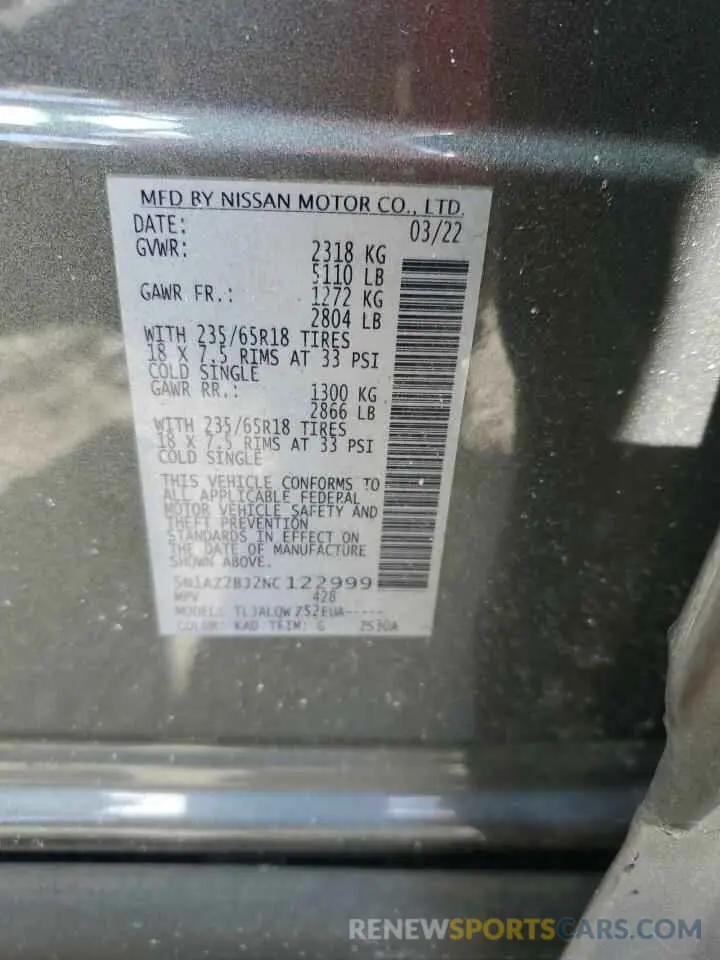 MFD BY NISSAN MOTOR CO., LTD.
DATE: 03/22
GVWR: 2318 KG
5110 LB
GAWR FR.: 1272 KG
2804 LB
WITH 235/65R18 TIRES
18 X 7.5 RIMS AT 33 PSI
COLD SINGLE
GAWR RR.: 1300 KG
2866 LB
WITH 235/65R18 TIRES
18 X 7.5 RIMS AT 33 PSI
COLD SINGLE
THIS VEHICLE CONFORMS TO
ALL APPLICABLE FEDERAL
MOTOR VEHICLE SAFETY AND
THEFT PREVENTION
STANDARDS IN EFFECT ON
THE DATE OF MANUFACTURE
SHOWN ABOVE.
5N1AZ2BJ2NC122999
MPV 428
MODEL:
COLOR: KAD TRIM: G
RENEWSPORTSCARS.COM